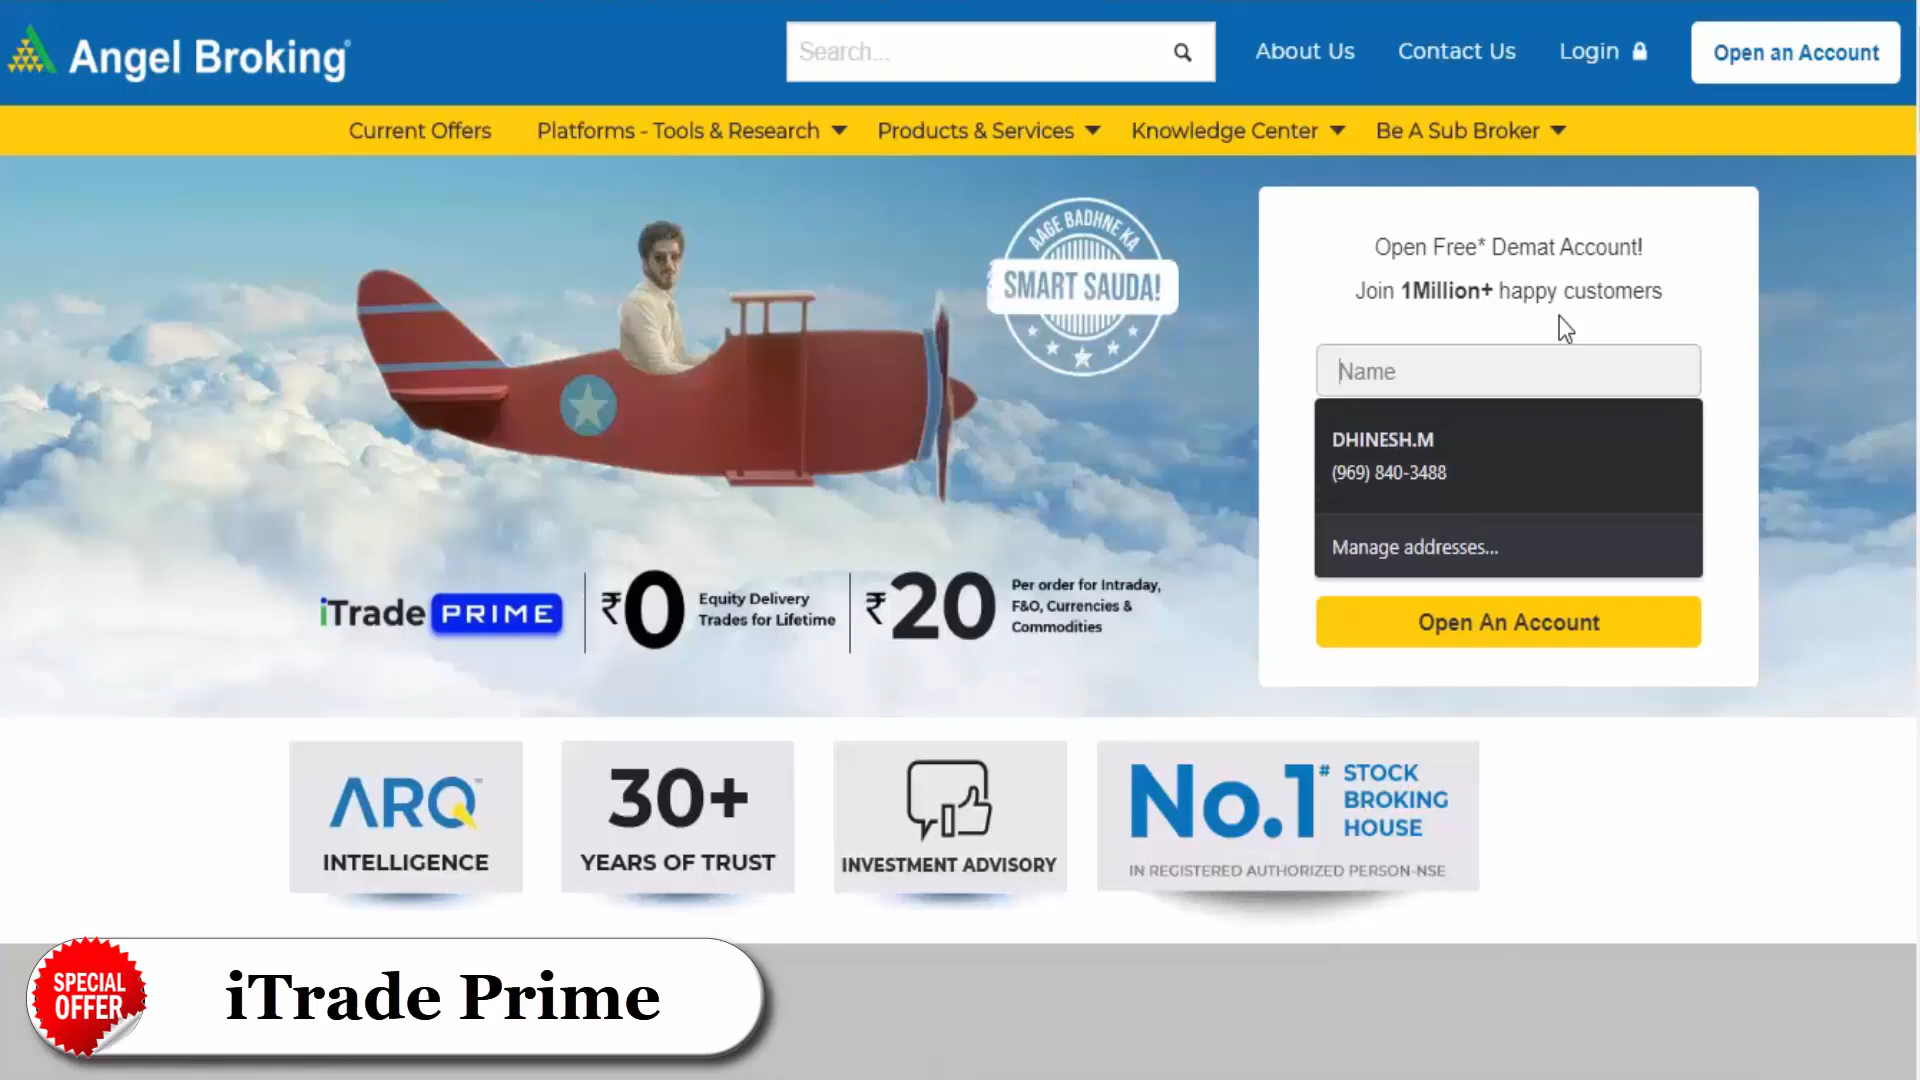 Angel Broking
Search...
About Us
Contact Us
Login
Open an Account
Current Offers
Platforms - Tools & Research
Products & Services
Knowledge Center
Be A Sub Broker
AAGE BADHNE KA
SMART SAUDA!
Open Free* Demat Account!
Join 1Million+ happy customers
Name
DHINESH.M
(969) 840-3488
Manage addresses...
Open An Account
iTrade PRIME
₹0
Equity Delivery
Trades for Lifetime
₹20
Per order for Intraday,
F&O, Currencies &
Commodities
ARQ™
INTELLIGENCE
30+
YEARS OF TRUST
INVESTMENT ADVISORY
No.1#
STOCK
BROKING
HOUSE
IN REGISTERED AUTHORIZED PERSON-NSE
SPECIAL
OFFER
iTrade Prime